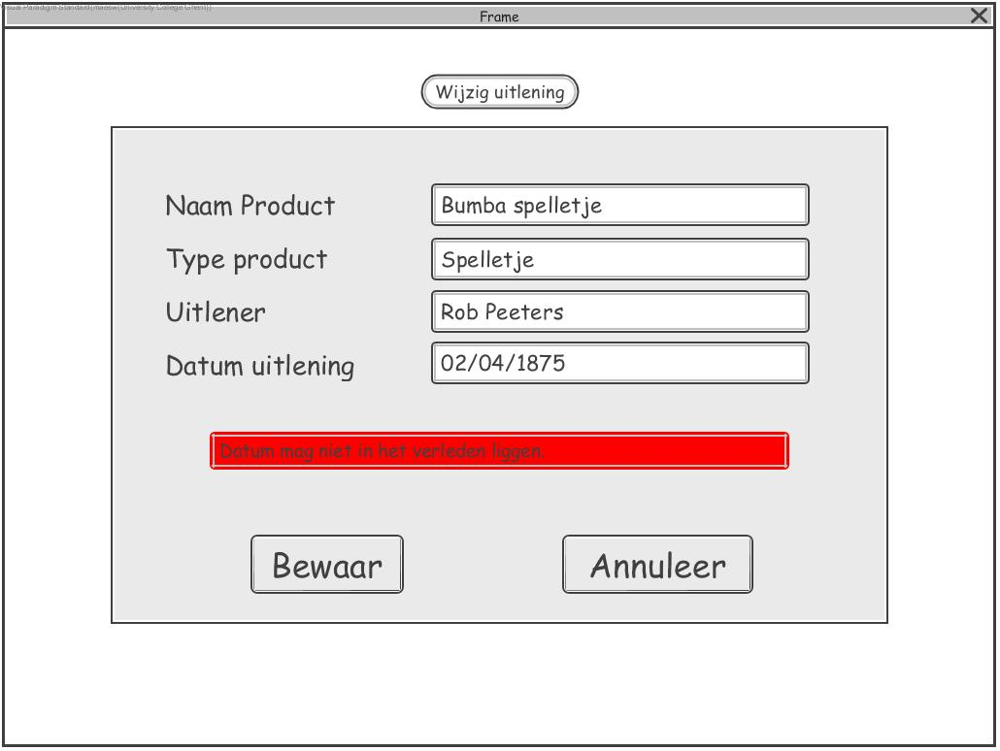 Visual Paradigm Standard(maesw(University College Ghent))
Frame
Wijzig uitlening
Naam Product
Bumba spelletje
Type product
Spelletje
Uitlener
Rob Peeters
Datum uitlening
02/04/1875
Datum mag niet in het verleden liggen.
Bewaar
Annuleer